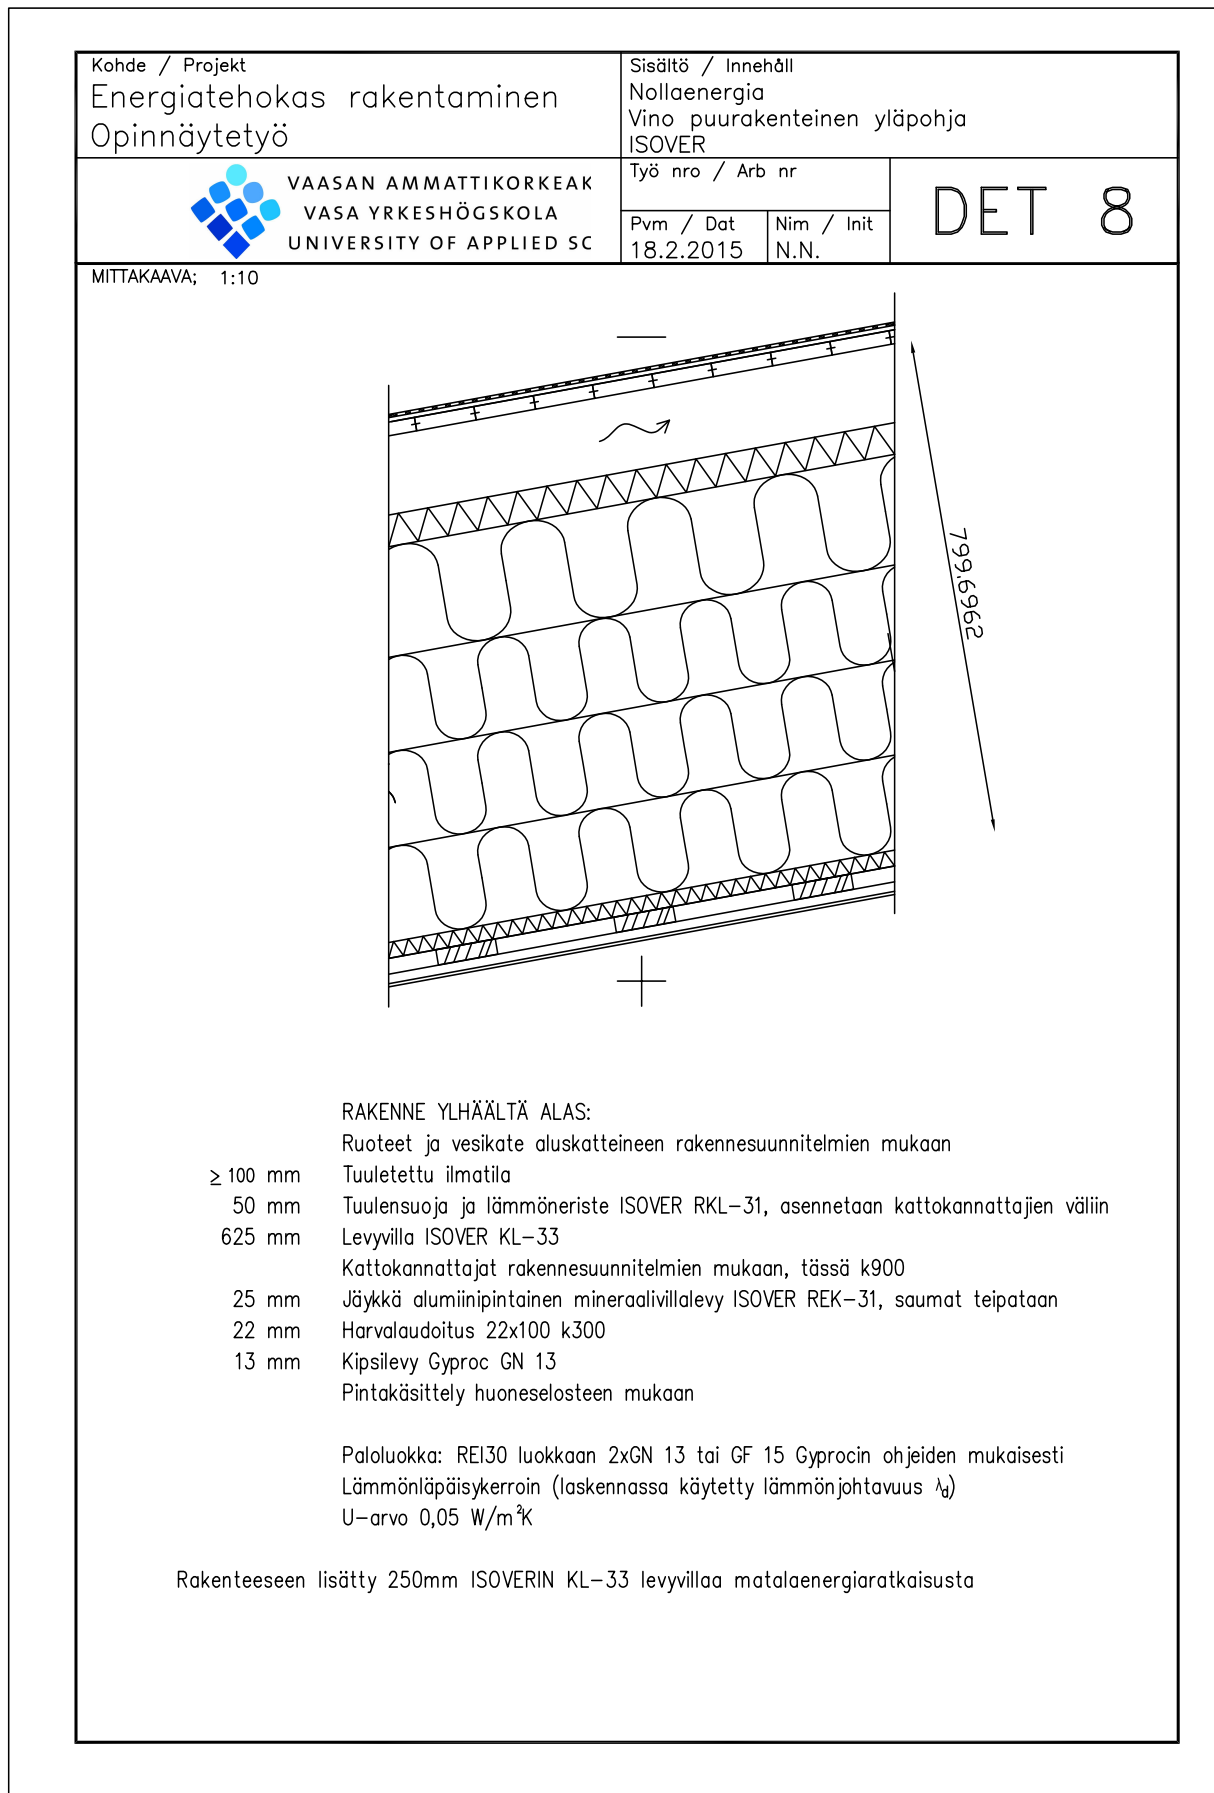 Kohde / Projekt
Energiatehokas rakentaminen
Opinnäytetyö
Sisältö / Innehåll
Nollaenergia
Vino puurakenteinen yläpohja
ISOVER
VAASAN AMMATTIKORKEAK
VASA YRKESHÖGSKOLA
UNIVERSITY OF APPLIED SC
Työ nro / Arb nr
Pvm / Dat
18.2.2015
Nim / Init
N.N.
DET 8
MITTAKAAVA; 1:10
799,6962
RAKENNE YLHÄÄLTÄ ALAS:
Ruoteet ja vesikate aluskatteineen rakennesuunnitelmien mukaan
≥ 100 mm Tuuletettu ilmatila
50 mm Tuulensuoja ja lämmöneriste ISOVER RKL-31, asennetaan kattokannattajien väliin
625 mm Levyvilla ISOVER KL-33
Kattokannattajat rakennesuunnitelmien mukaan, tässä k900
25 mm Jäykkä alumiinipintainen mineraalivillalevy ISOVER REK-31, saumat teipataan
22 mm Harvalaudoitus 22x100 k300
13 mm Kipsilevy Gyproc GN 13
Pintakäsittely huoneselosteen mukaan
Paloluokka: REI30 luokkaan 2xGN 13 tai GF 15 Gyprocin ohjeiden mukaisesti
Lämmönläpäisykerroin (laskennassa käytetty lämmönjohtavuus λd)
U-arvo 0,05 W/m²K
Rakenteeseen lisätty 250mm ISOVERIN KL-33 levyvillaa matalaenergiaratkaisusta